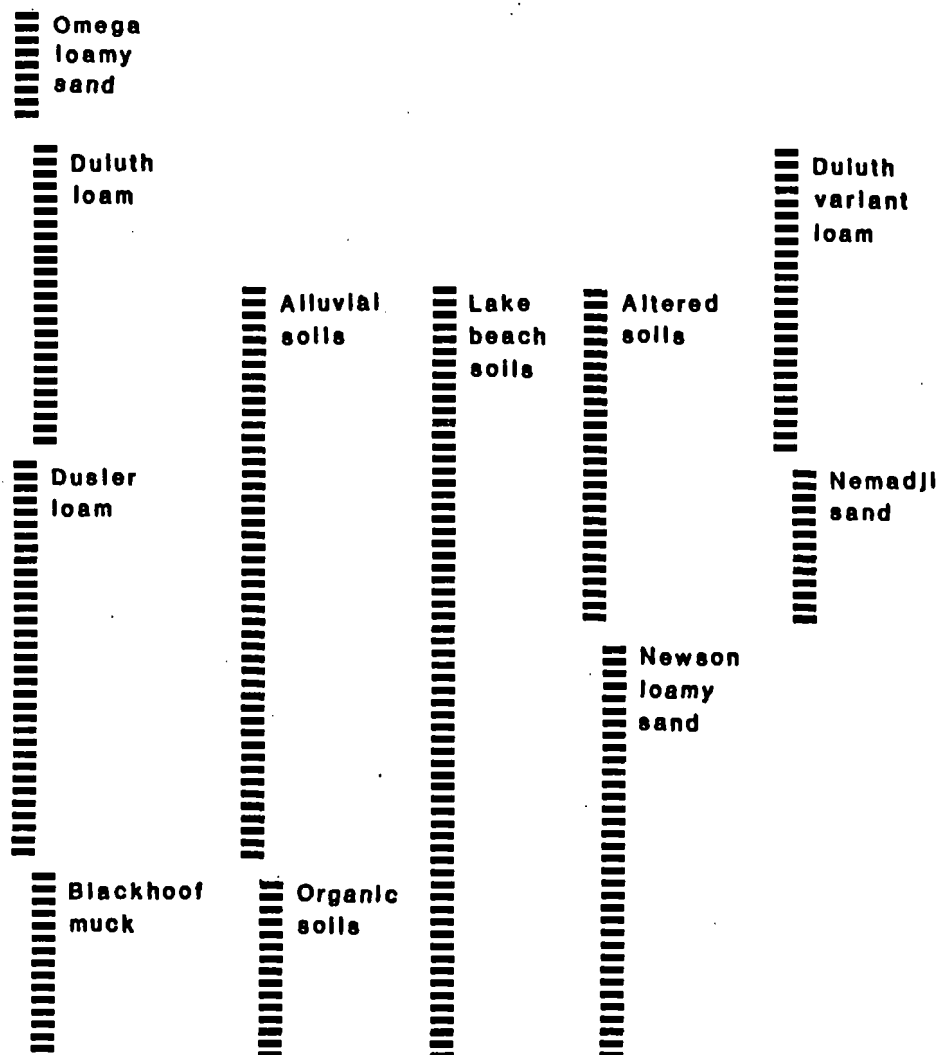 Omega
loamy
sand
Duluth
loam
Duluth
variant
loam
Alluvial
soils
Lake
beach
soils
Altered
soils
Dusler
loam
Nemadji
sand
Newson
loamy
sand
Blackhoof
muck
Organic
soils